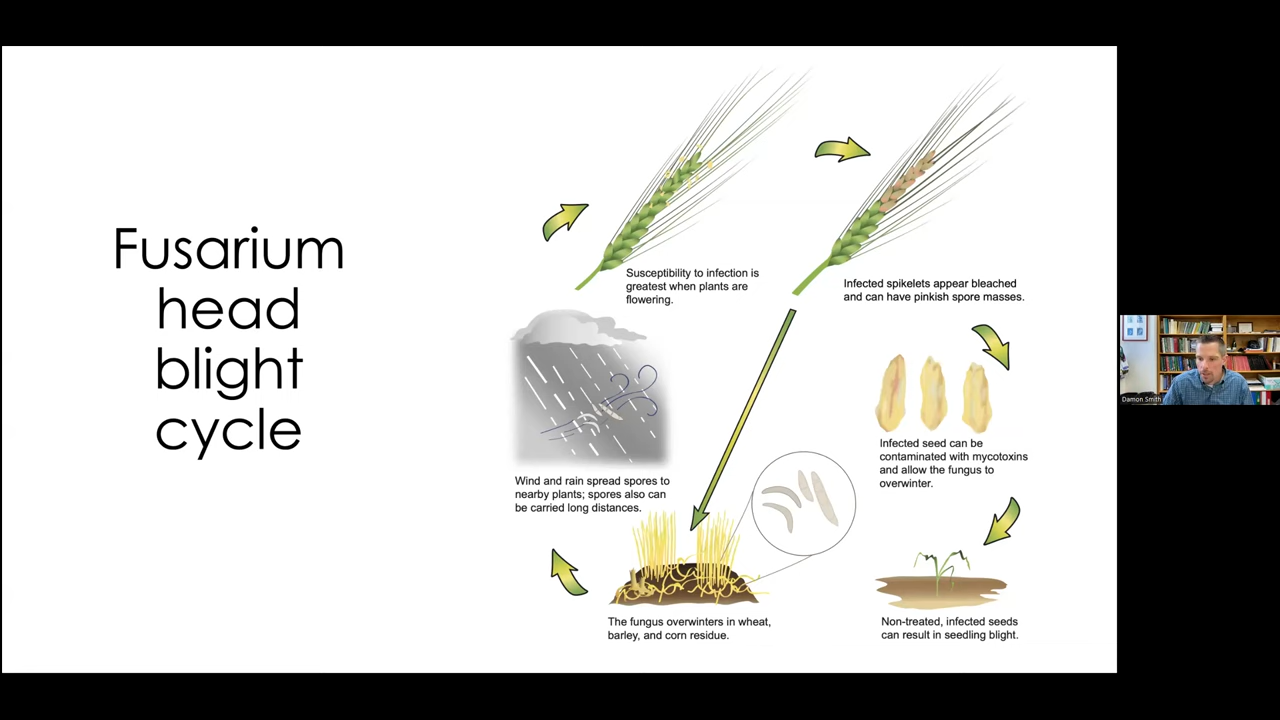 Fusarium
head
blight
cycle
Susceptibility to infection is
greatest when plants are
flowering.
Infected spikelets appear bleached
and can have pinkish spore masses.
Infected seed can be
contaminated with mycotoxins
and allow the fungus to
overwinter.
Wind and rain spread spores to
nearby plants; spores also can
be carried long distances.
The fungus overwinters in wheat,
barley, and corn residue.
Non-treated, infected seeds
can result in seedling blight.
Damon Smith